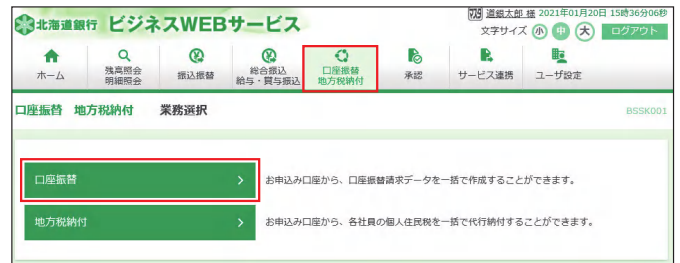 北海道銀行 ビジネスWEBサービス
道銀太郎 様 2021年01月20日 15時36分06秒
文字サイズ 小 中 大 ログアウト
ホーム
残高照会
明細照会
振込振替
総合振込
給与・賞与振込
口座振替
地方税納付
承認
サービス連携
ユーザ設定
口座振替 地方税納付 業務選択 BSSK001
口座振替 > お申込み口座から、口座振替請求データを一括で作成することができます。
地方税納付 > お申込み口座から、各社員の個人住民税を一括で代行納付することができます。